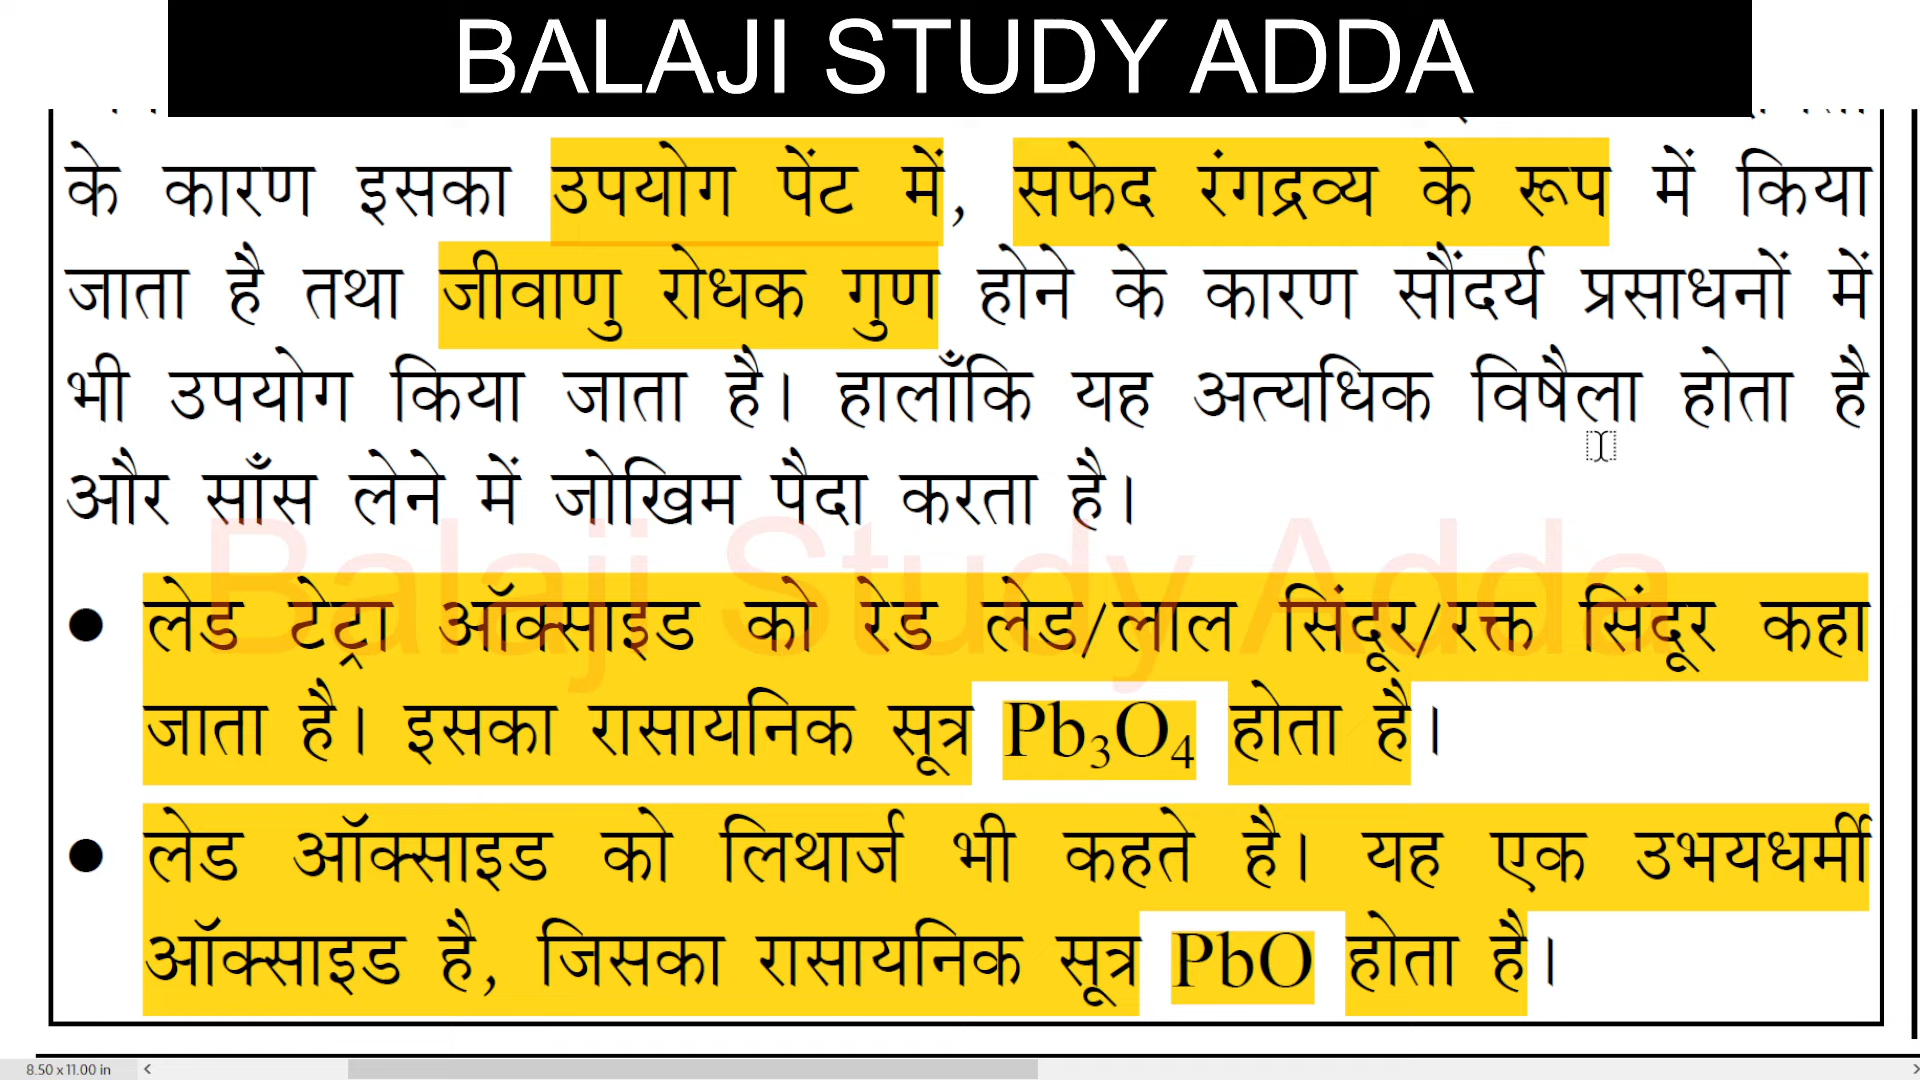 BALAJI STUDY ADDA
के कारण इसका उपयोग पेंट में, सफेद रंगद्रव्य के रूप में किया
जाता है तथा जीवाणु रोधक गुण होने के कारण सौंदर्य प्रसाधनों में
भी उपयोग किया जाता है। हालाँकि यह अत्यधिक विषैला होता है
और साँस लेने में जोखिम पैदा करता है।
Balaji Study Adda
● लेड टेट्रा ऑक्साइड को रेड लेड/लाल सिंदूर/रक्त सिंदूर कहा
जाता है। इसका रासायनिक सूत्र Pb₃O₄ होता है।
● लेड ऑक्साइड को लिथार्ज भी कहते है। यह एक उभयधर्मी
ऑक्साइड है, जिसका रासायनिक सूत्र PbO होता है।
8.50 x 11.00 in